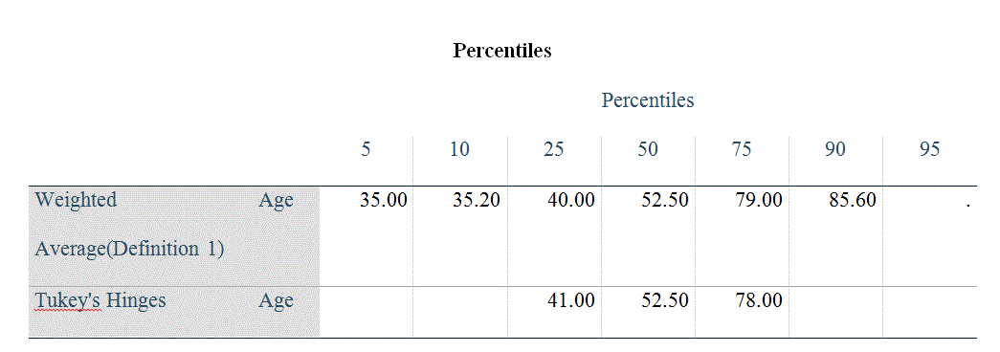 Percentiles
Percentiles
5 10 25 50 75 90 95
Weighted Age 35.00 35.20 40.00 52.50 79.00 85.60 .
Average(Definition 1)
Tukey's Hinges Age 41.00 52.50 78.00